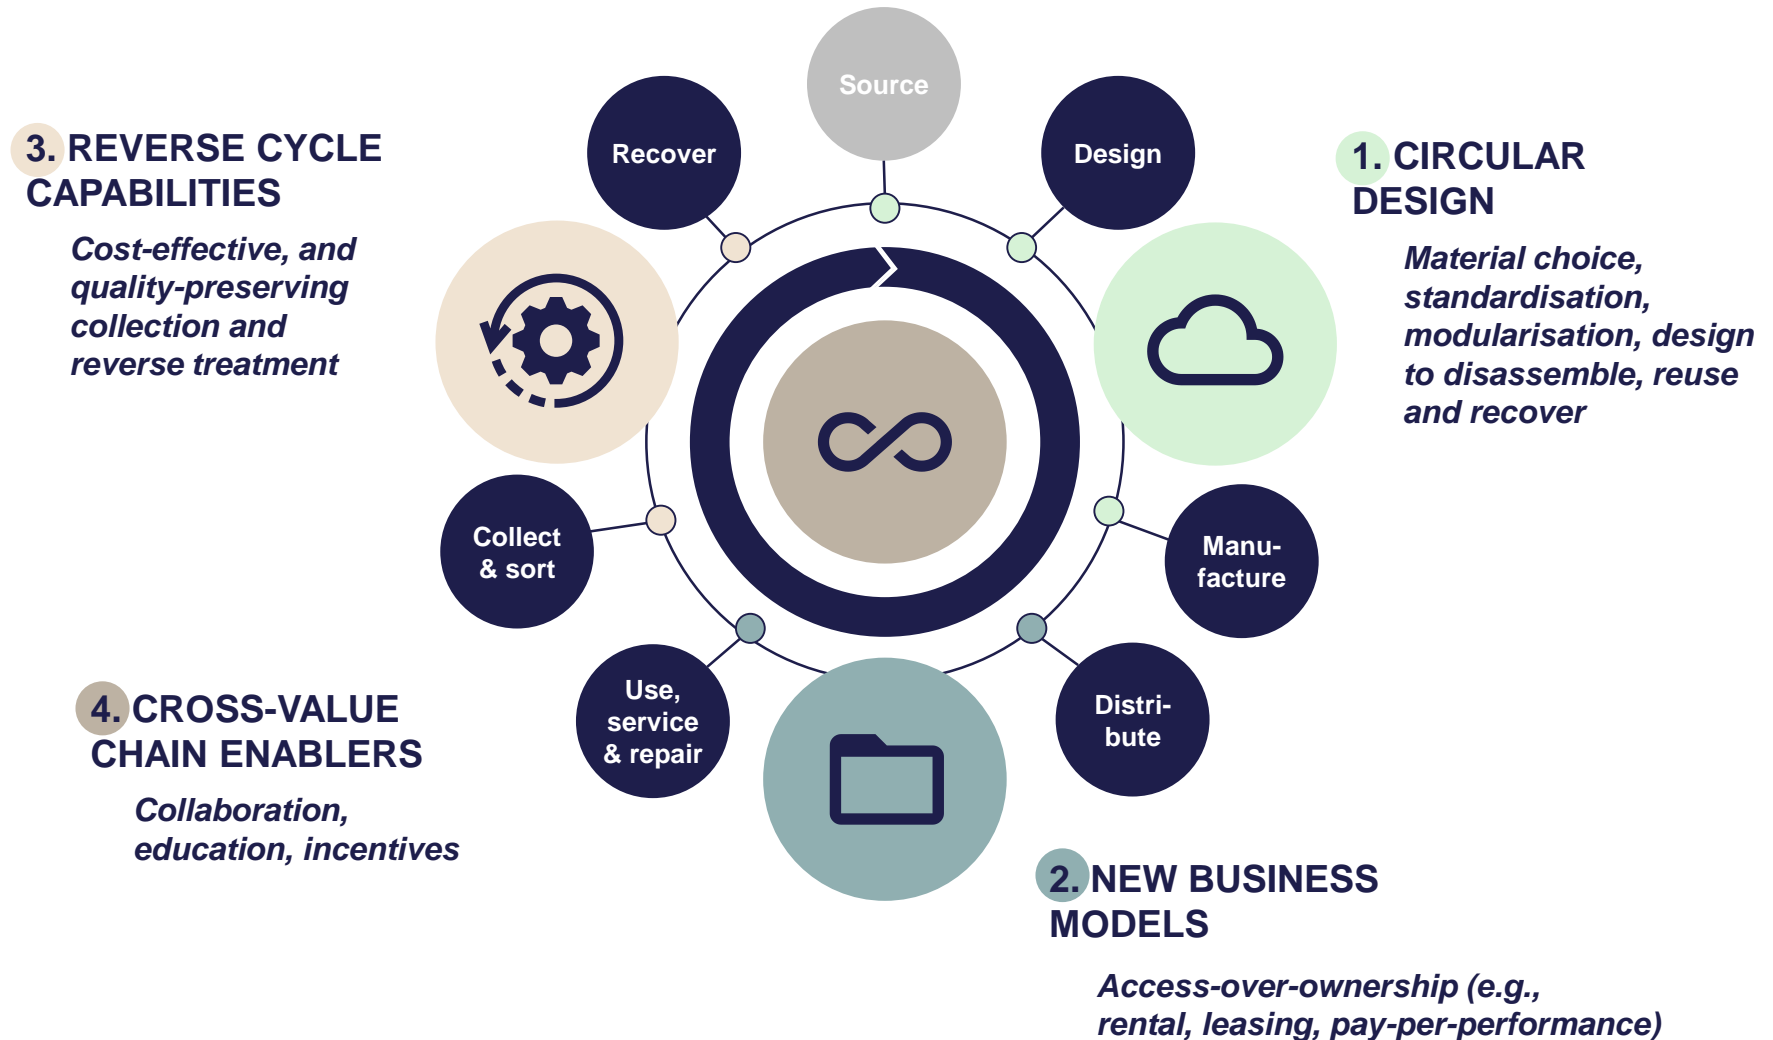 Source
Recover
Design
3. REVERSE CYCLE
CAPABILITIES
Cost-effective, and
quality-preserving
collection and
reverse treatment
1. CIRCULAR
DESIGN
Material choice,
standardisation,
modularisation, design
to disassemble, reuse
and recover
Collect
& sort
Manu-
facture
Use,
service
& repair
Distri-
bute
4. CROSS-VALUE
CHAIN ENABLERS
Collaboration,
education, incentives
2. NEW BUSINESS
MODELS
Access-over-ownership (e.g.,
rental, leasing, pay-per-performance)